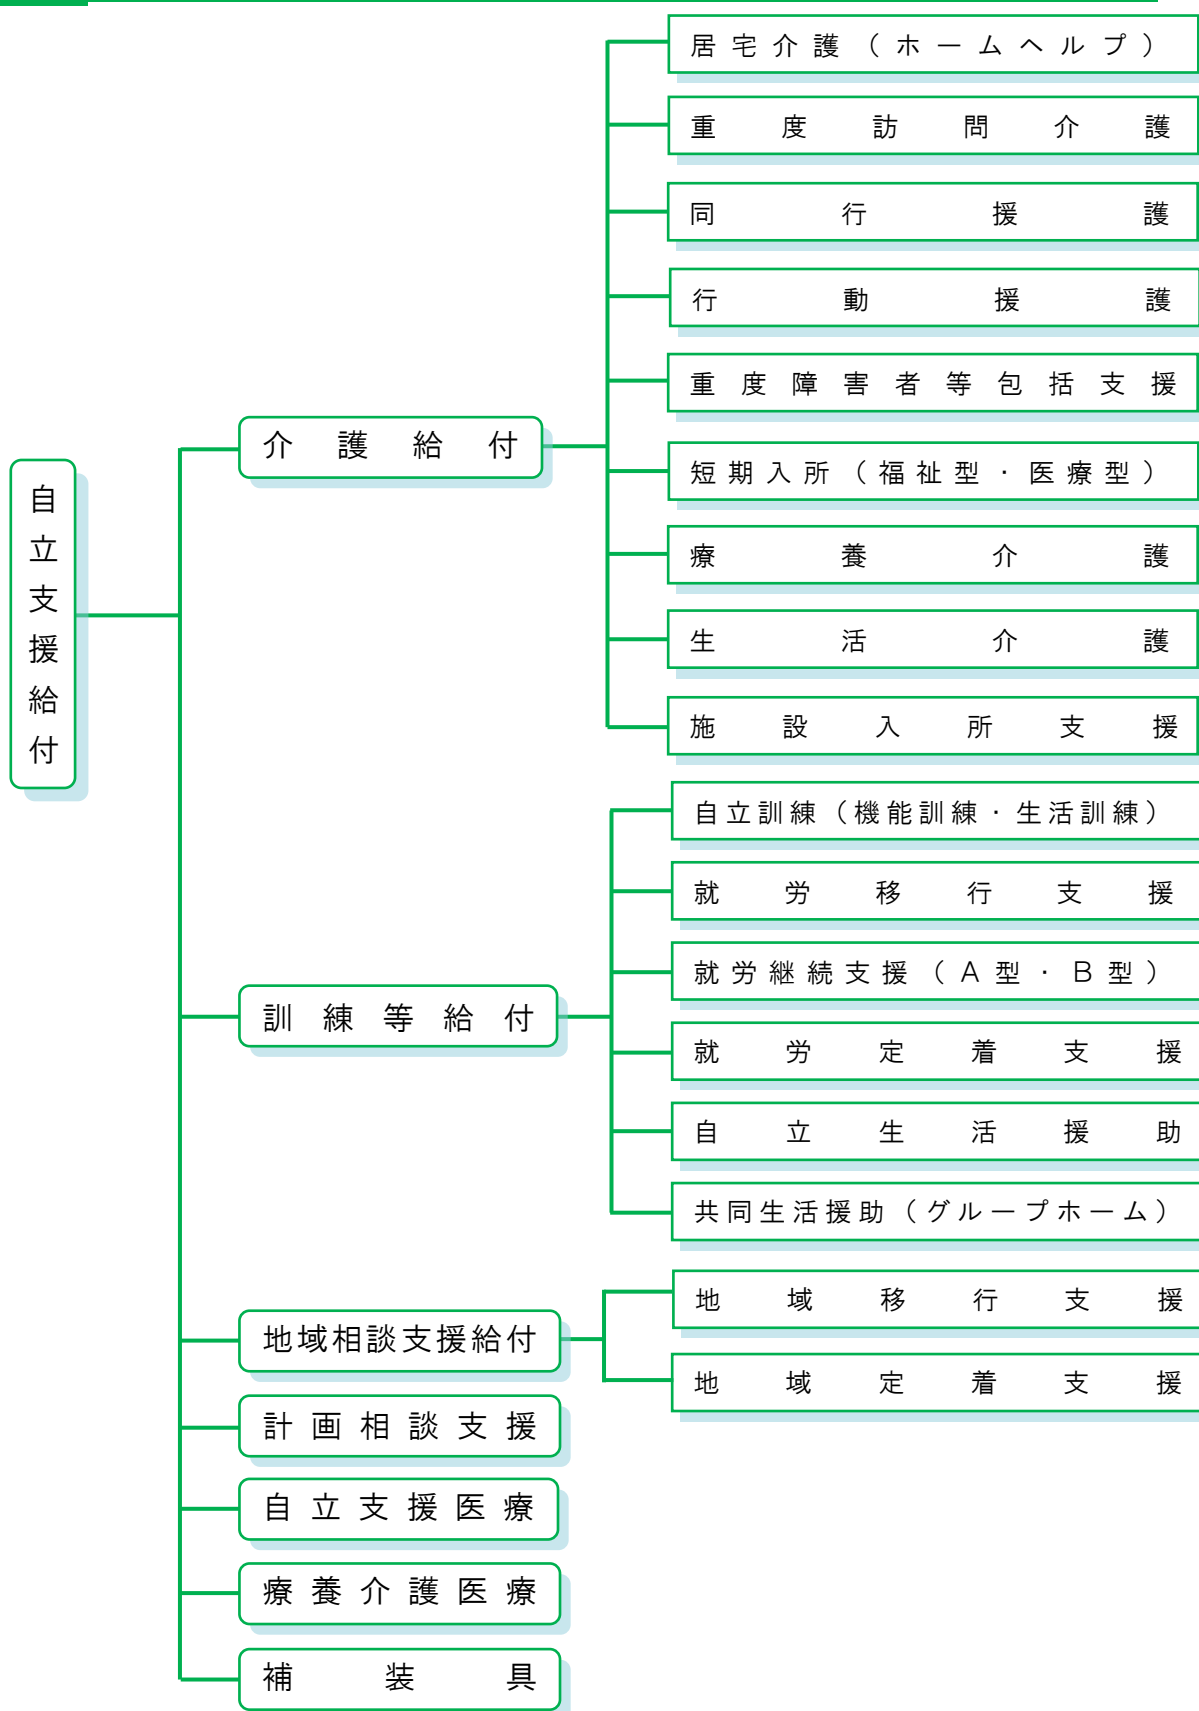 自立支援給付
介護給付
居宅介護（ホームヘルプ）
重度訪問介護
同行援護
行動援護
重度障害者等包括支援
短期入所（福祉型・医療型）
療養介護
生活介護
施設入所支援
訓練等給付
自立訓練（機能訓練・生活訓練）
就労移行支援
就労継続支援（A型・B型）
就労定着支援
自立生活援助
共同生活援助（グループホーム）
地域相談支援給付
地域移行支援
地域定着支援
計画相談支援
自立支援医療
療養介護医療
補装具